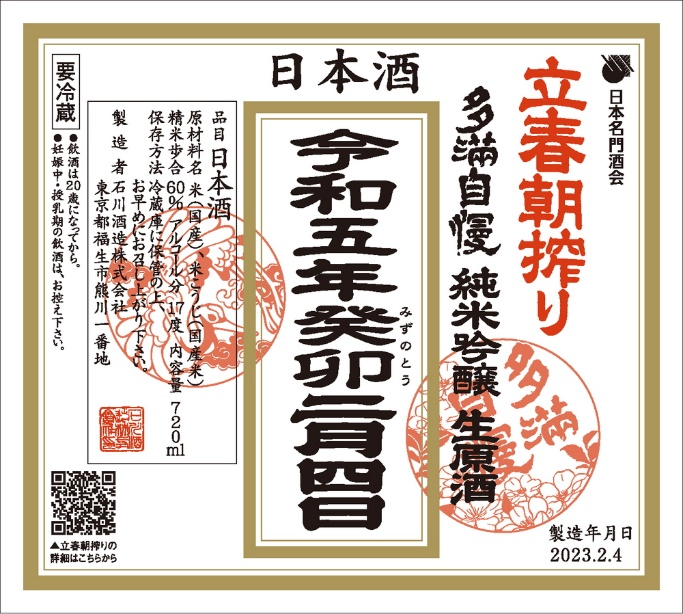 日本酒
日本名門酒会
立春朝搾り
多満自慢 純米吟醸 生原酒
令和五年癸卯二月四日
みずのとう
品目 日本酒
原材料名 米(国産)、米こうじ(国産米)
精米歩合 60% アルコール分 17度 内容量 720ml
保存方法 冷蔵庫に保管の上、
お早めにお召し上がり下さい。
製造者 石川酒造株式会社
東京都福生市熊川一番地
要冷蔵
●飲酒は20歳になってから。
●妊娠中・授乳期の飲酒は、お控え下さい。
多満
自慢
製造年月日
2023.2.4
▲立春朝搾りの
詳細はこちらから